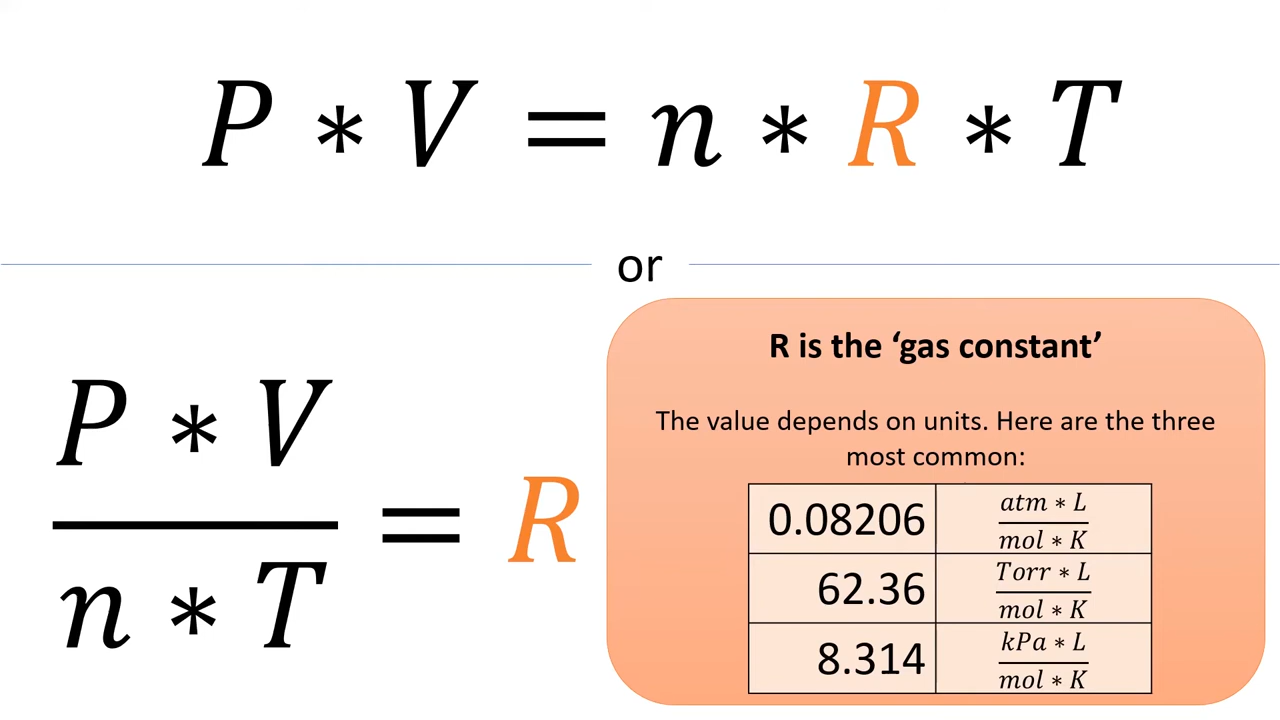 P * V = n * R * T
or
P * V
n * T
= R
R is the ‘gas constant’
The value depends on units. Here are the three
most common:
0.08206 atm * L
mol * K
62.36 Torr * L
mol * K
8.314 kPa * L
mol * K